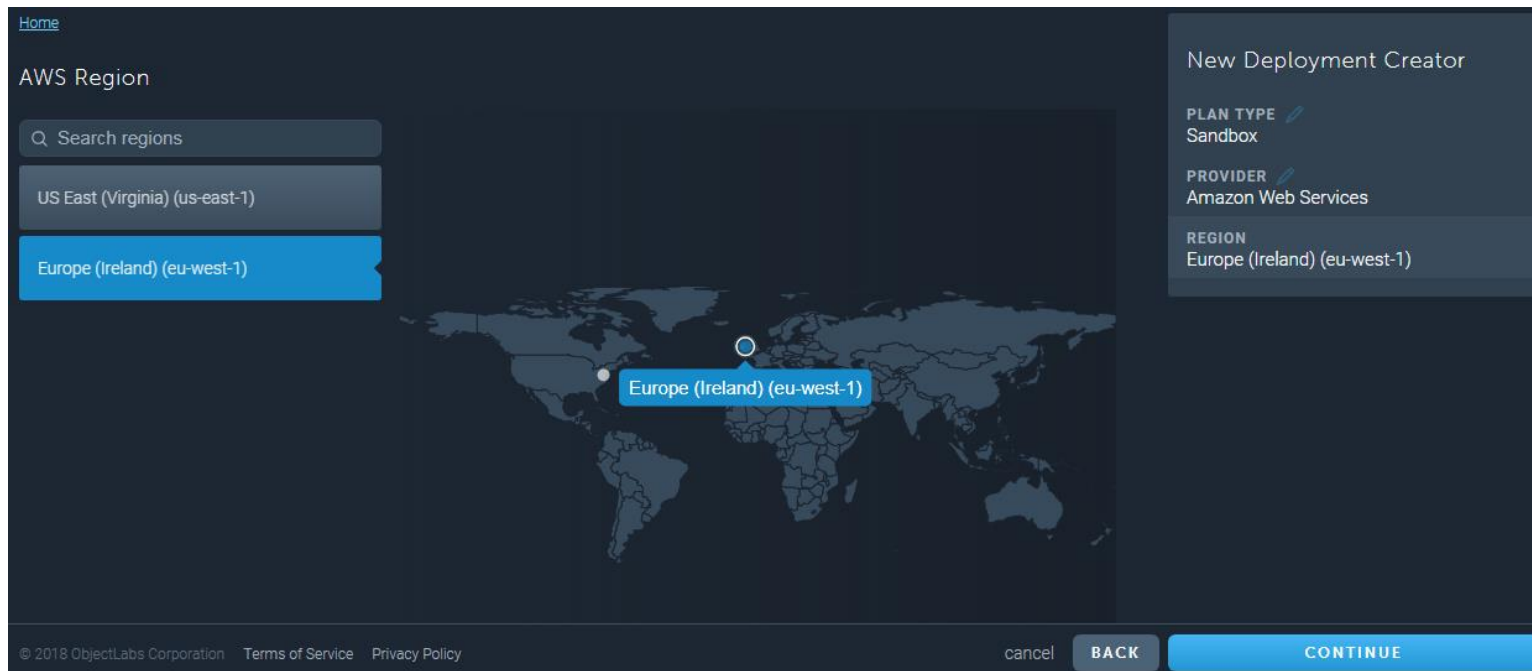 Home
AWS Region
Search regions
US East (Virginia) (us-east-1)
Europe (Ireland) (eu-west-1)
Europe (Ireland) (eu-west-1)
New Deployment Creator
PLAN TYPE
Sandbox
PROVIDER
Amazon Web Services
REGION
Europe (Ireland) (eu-west-1)
© 2018 ObjectLabs Corporation Terms of Service Privacy Policy
cancel BACK CONTINUE